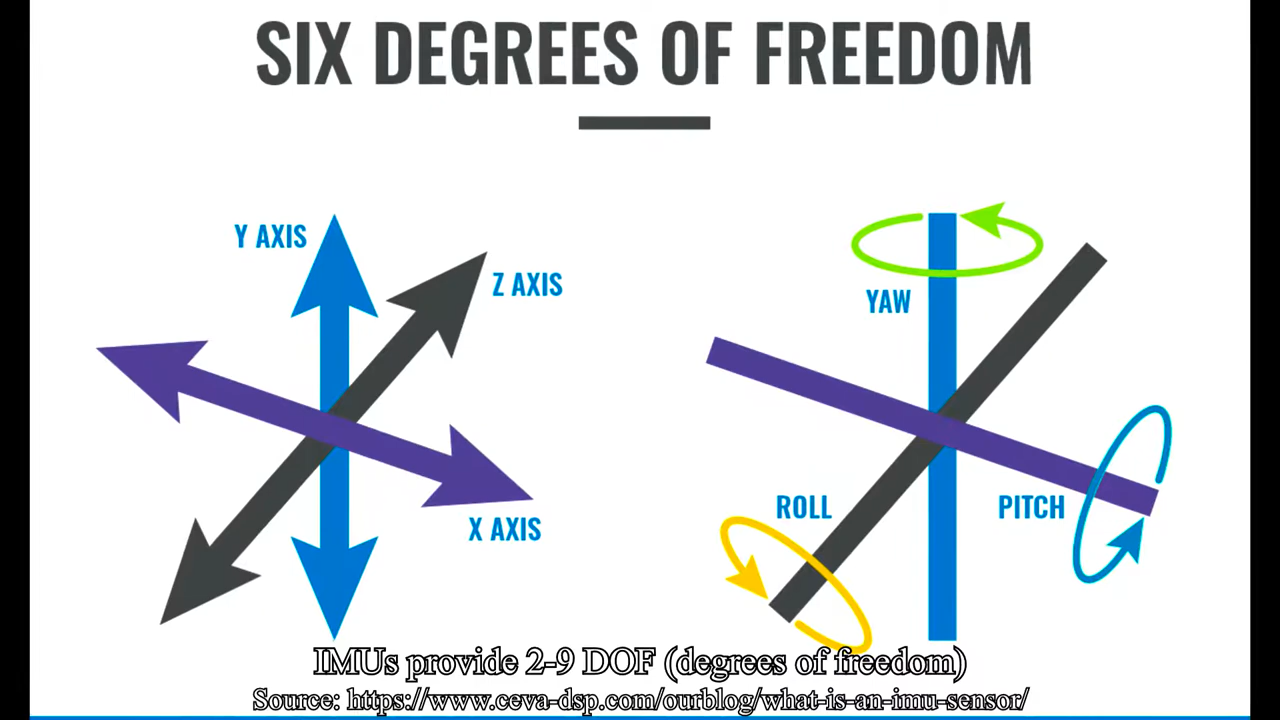 SIX DEGREES OF FREEDOM
Y AXIS
Z AXIS
X AXIS
YAW
ROLL
PITCH
IMUs provide 2-9 DOF (degrees of freedom)
Source: https://www.ceva-dsp.com/ourblog/what-is-an-imu-sensor/